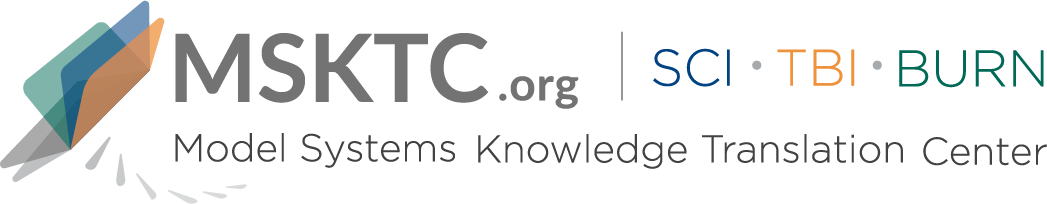 MSKTC.org | SCI • TBI • BURN
Model Systems Knowledge Translation Center